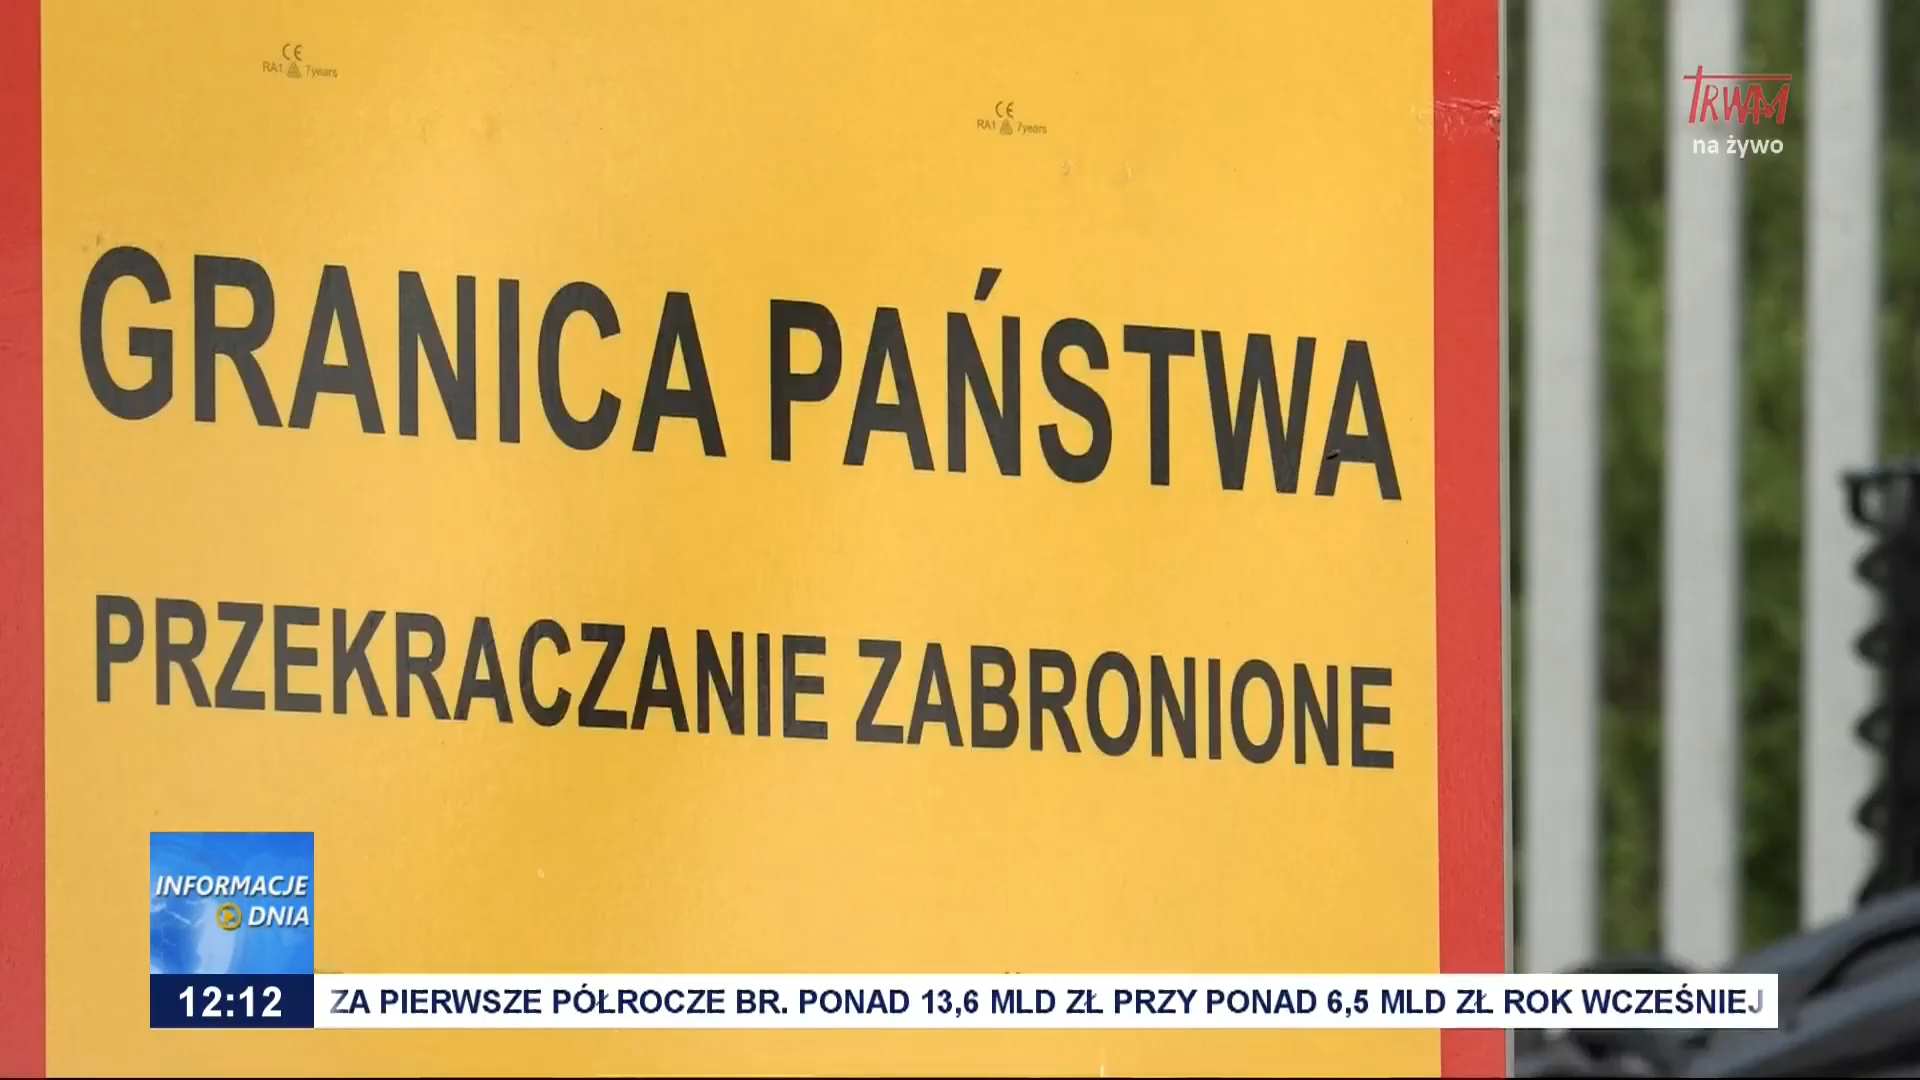 CE
RA1 7years
CE
RA1 7years
TRWAM
na żywo
GRANICA PAŃSTWA
PRZEKRACZANIE ZABRONIONE
INFORMACJE
DNIA
12:12 ZA PIERWSZE PÓŁROCZE BR. PONAD 13,6 MLD ZŁ PRZY PONAD 6,5 MLD ZŁ ROK WCZEŚNIEJ